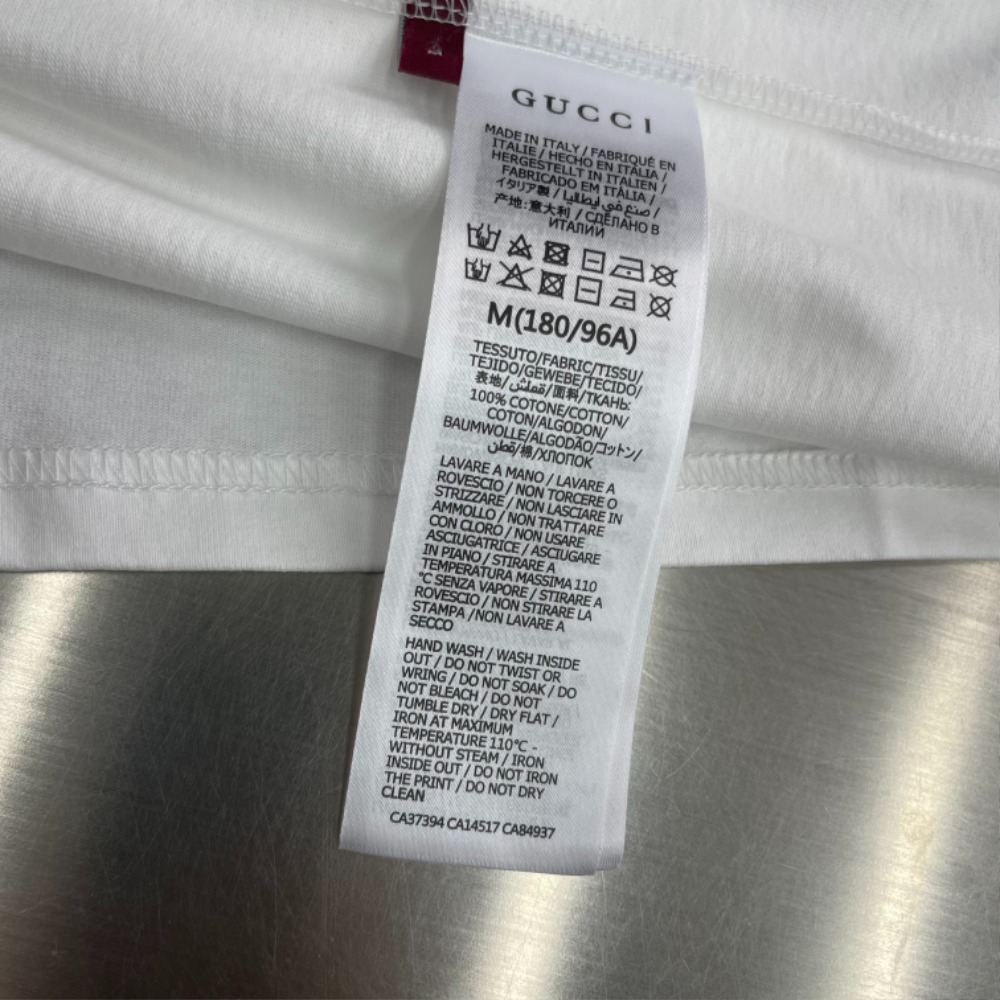 GUCCI
MADE IN ITALY / FABRIQUÉ EN
ITALIE / HECHO EN ITALIA /
HERGESTELLT IN ITALIEN /
FABRICADO EM ITÁLIA /
イタリア製 / صنع في ايطاليا /
产地:意大利 / СДЕЛАНО В
ИТАЛИИ
M(180/96A)
TESSUTO/FABRIC/TISSU/
TEJIDO/GEWEBE/TECIDO/
表地/قماش/面料/ТКАНЬ:
100% COTONE/COTTON/
COTON/ALGODON/
BAUMWOLLE/ALGODÃO/コットン/
قطن/棉/ХЛОПОК
LAVARE A MANO / LAVARE A
ROVESCIO / NON TORCERE O
STRIZZARE / NON LASCIARE IN
AMMOLLO / NON TRATTARE
CON CLORO / NON USARE
ASCIUGATRICE / ASCIUGARE
IN PIANO / STIRARE A
TEMPERATURA MASSIMA 110
°C SENZA VAPORE / STIRARE A
ROVESCIO / NON STIRARE LA
STAMPA / NON LAVARE A
SECCO
HAND WASH / WASH INSIDE
OUT / DO NOT TWIST OR
WRING / DO NOT SOAK / DO
NOT BLEACH / DO NOT
TUMBLE DRY / DRY FLAT /
IRON AT MAXIMUM
TEMPERATURE 110°C -
WITHOUT STEAM / IRON
INSIDE OUT / DO NOT IRON
THE PRINT / DO NOT DRY
CLEAN
CA37394 CA14517 CA84937